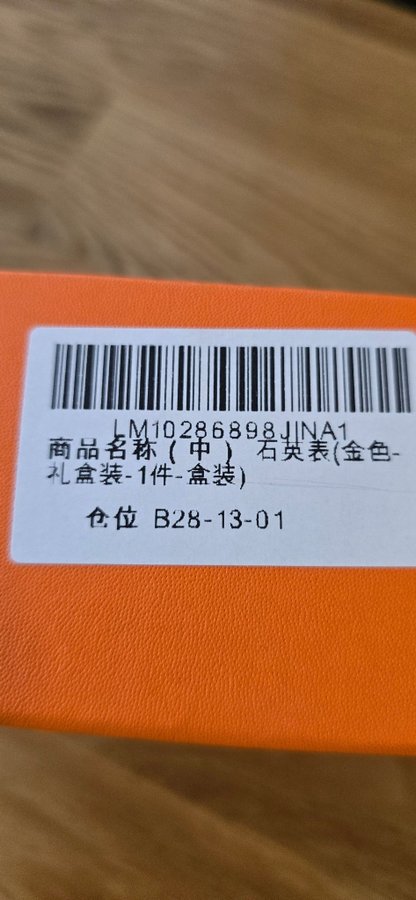 LM10286898JINA1
商品名称（中） 石英表(金色-
礼盒装-1件-盒装)
仓位 B28-13-01